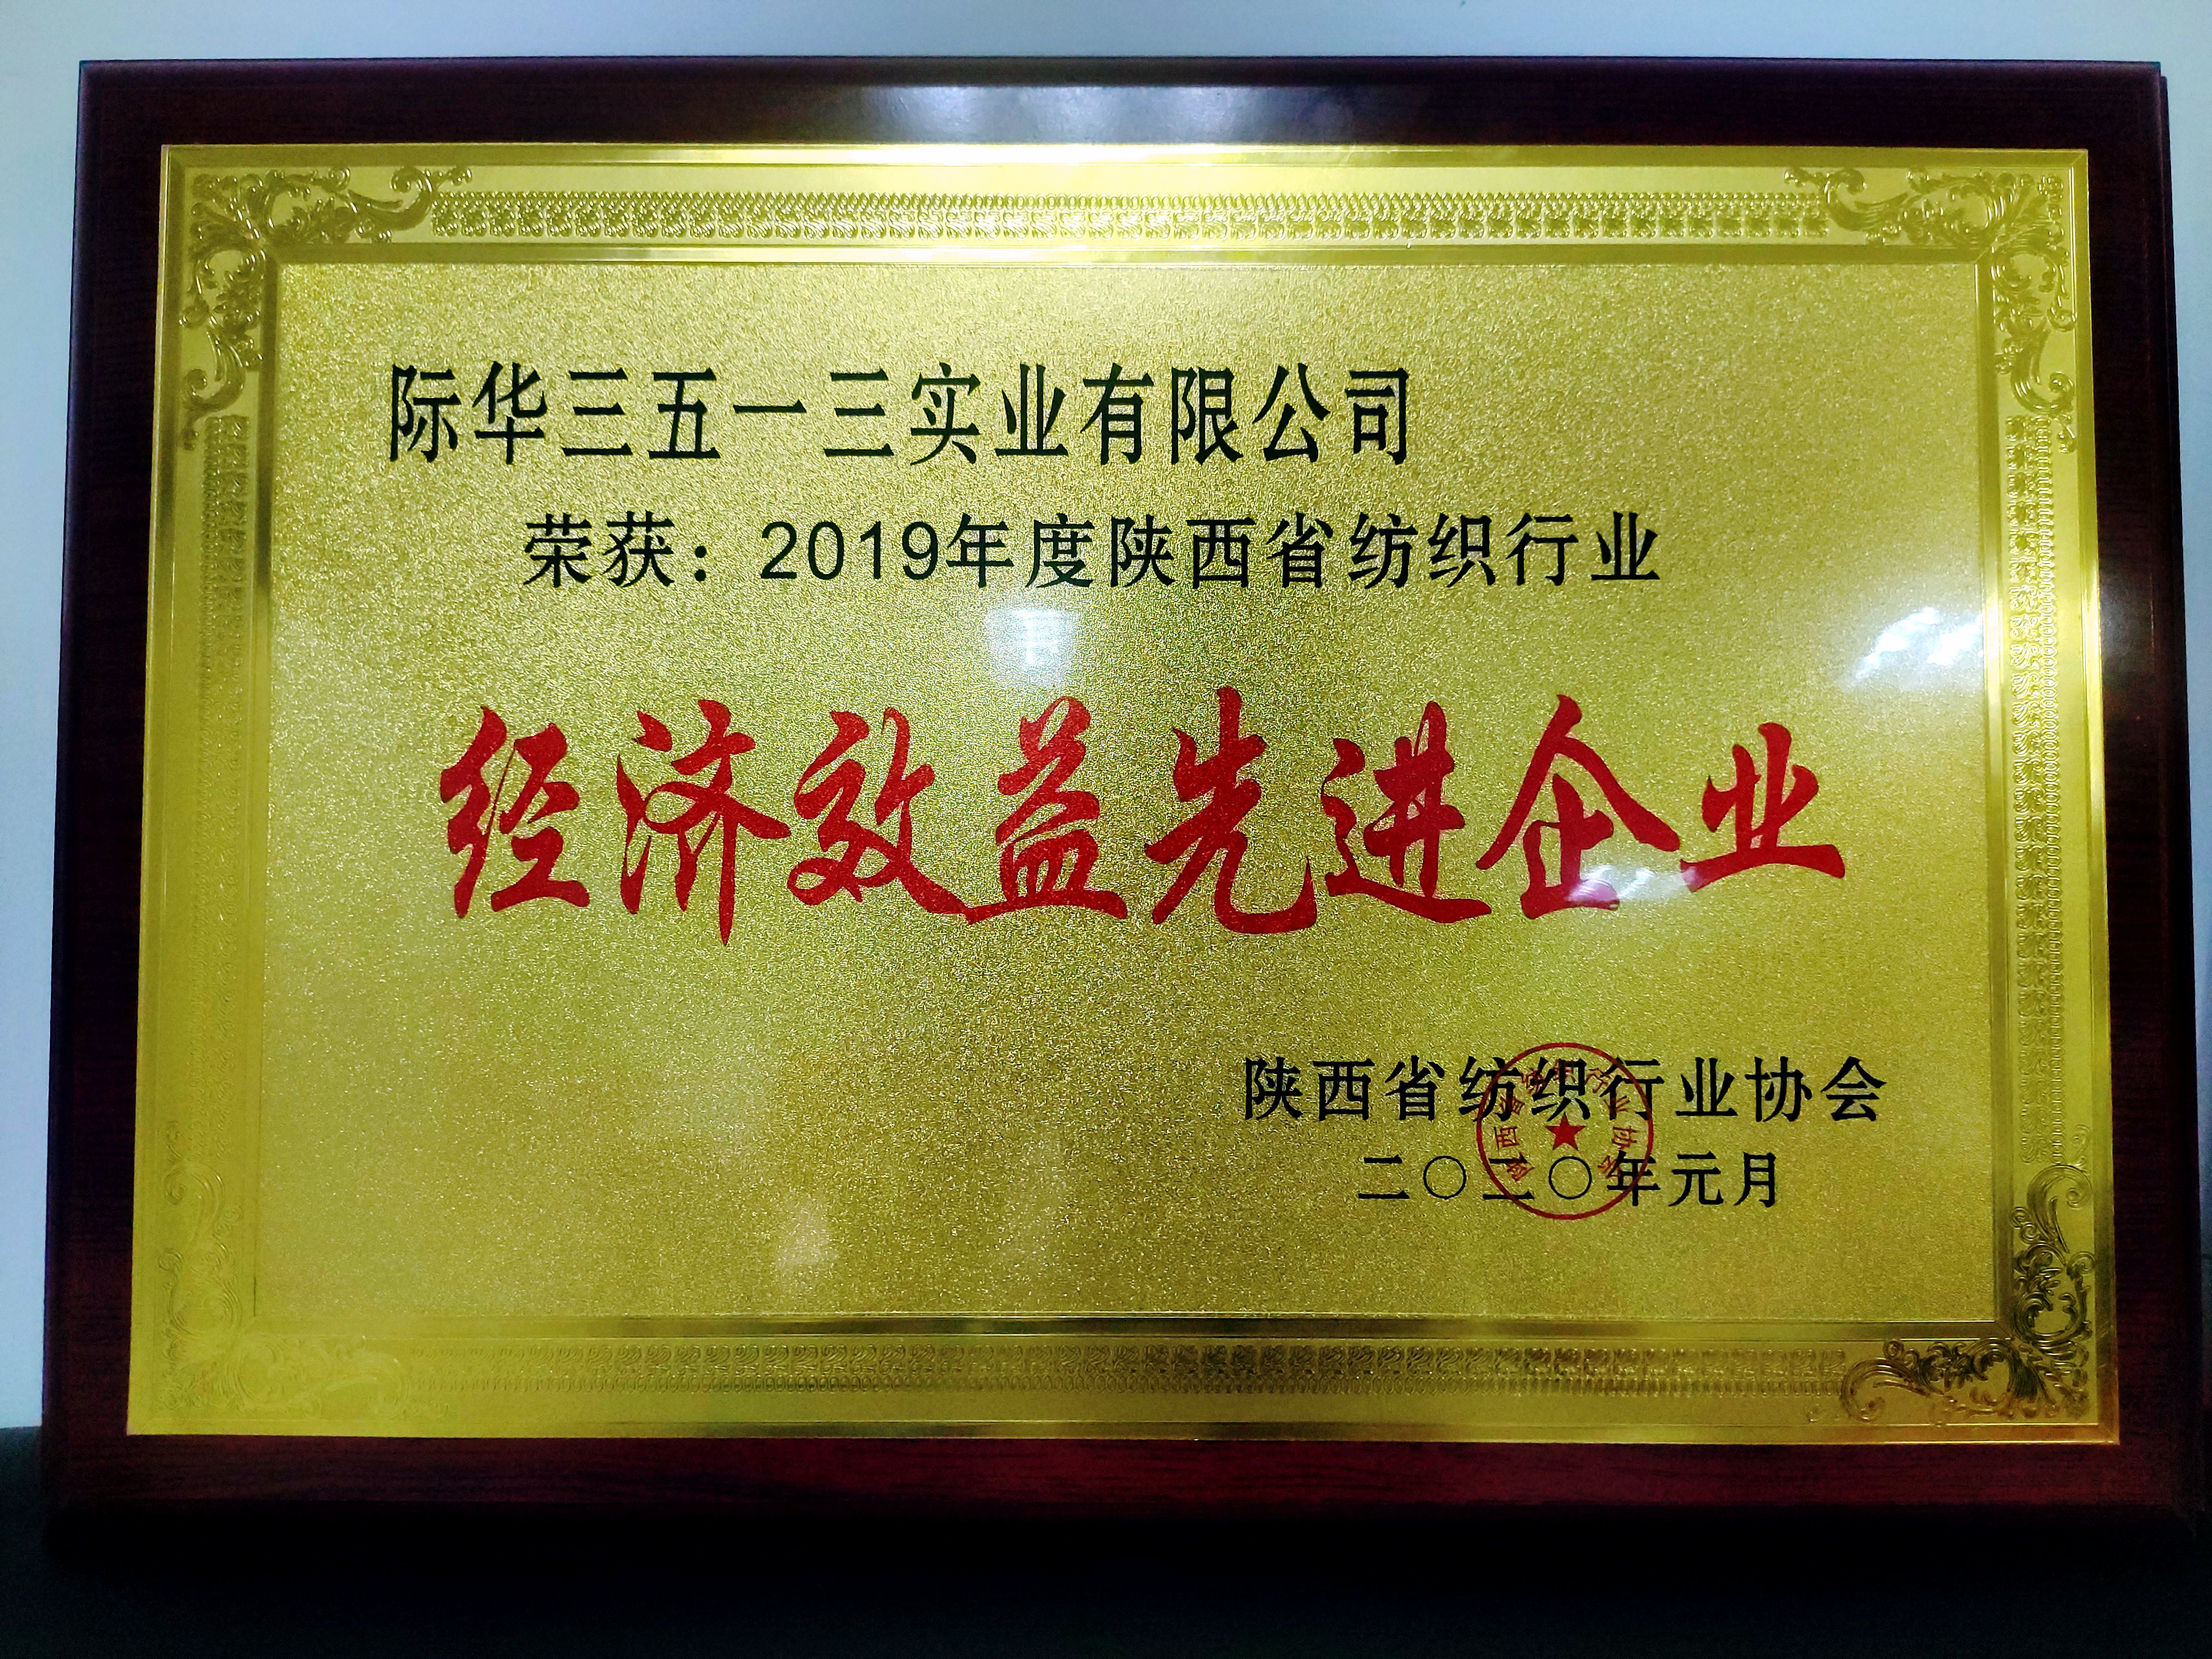 际华三五一三实业有限公司
荣获：2019年度陕西省纺织行业
经济效益先进企业
陕西省纺织行业协会
二〇二〇年元月